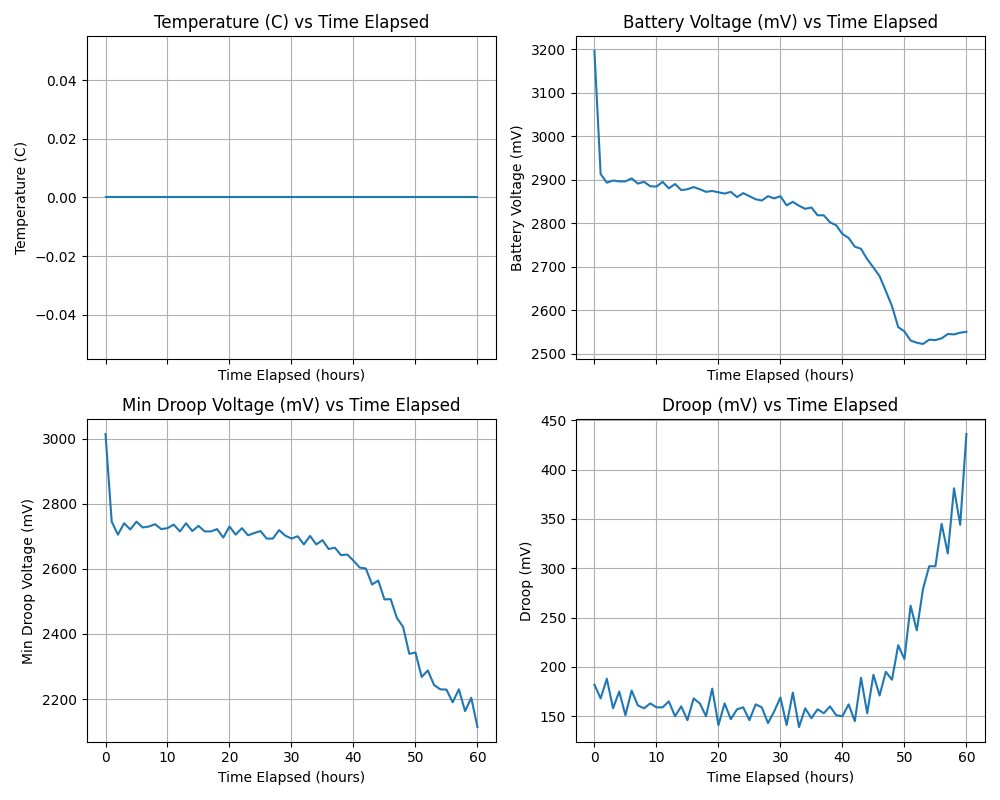 Temperature (C) vs Time Elapsed
Temperature (C)
0.04
0.02
0.00
−0.02
−0.04
Time Elapsed (hours)
Battery Voltage (mV) vs Time Elapsed
Battery Voltage (mV)
3200
3100
3000
2900
2800
2700
2600
2500
Time Elapsed (hours)
Min Droop Voltage (mV) vs Time Elapsed
Min Droop Voltage (mV)
3000
2800
2600
2400
2200
0 10 20 30 40 50 60
Time Elapsed (hours)
Droop (mV) vs Time Elapsed
Droop (mV)
450
400
350
300
250
200
150
0 10 20 30 40 50 60
Time Elapsed (hours)